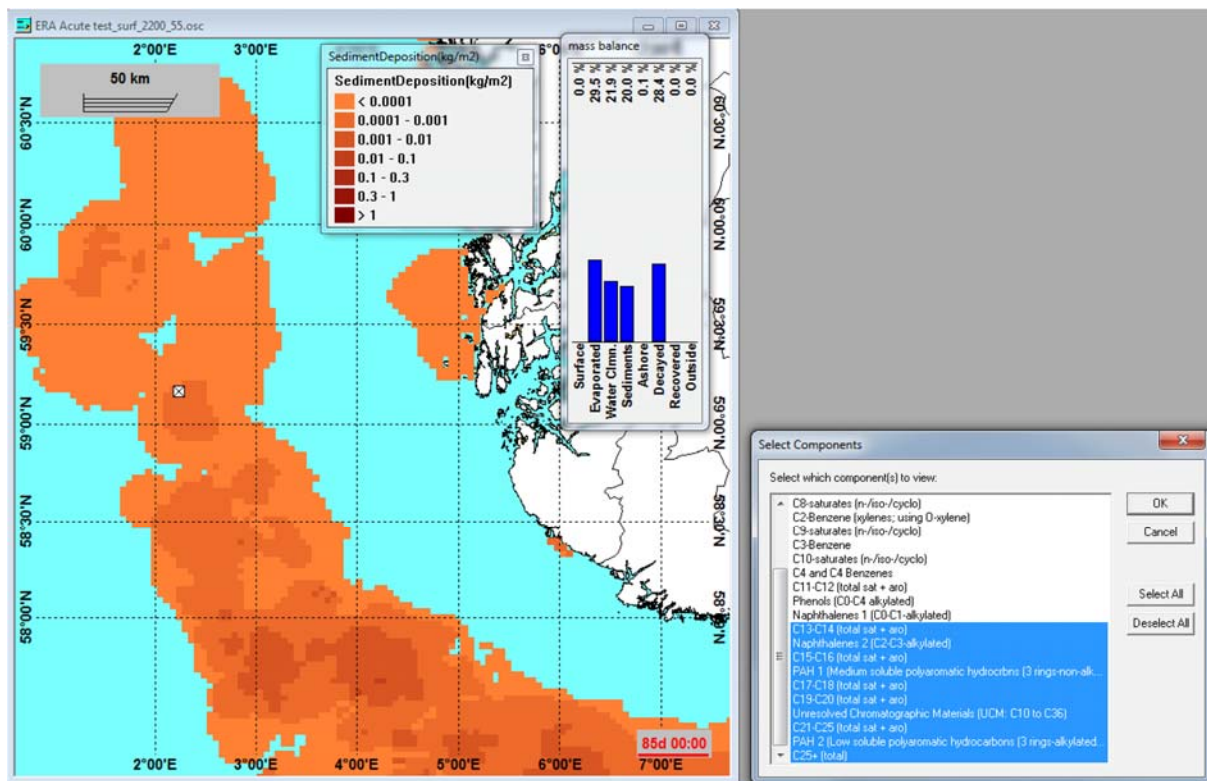 ERA Acute test_surf_2200_55.osc
2°00'E 3°00'E 6°0
50 km
60°30'N
60°00'N
59°30'N
59°00'N
58°30'N
58°00'N
SedimentDeposition(kg/m2)
SedimentDeposition(kg/m2)
< 0.0001
0.0001 - 0.001
0.001 - 0.01
0.01 - 0.1
0.1 - 0.3
0.3 - 1
> 1
mass balance
0.0 %
29.5 %
21.9 %
20.0 %
0.1 %
28.4 %
0.0 %
0.0 %
Surface
Evaporated
Water Clmn.
Sediments
Ashore
Decayed
Recovered
Outside
60°30'N
60°00'N
59°30'N
59°00'N
58°30'N
58°00'N
85d 00:00
2°00'E 3°00'E 4°00'E 5°00'E 6°00'E 7°00'E
Select Components
Select which component(s) to view:
C8-saturates (n-/iso-/cyclo)
C2-Benzene (xylenes; using O-xylene)
C9-saturates (n-/iso-/cyclo)
C3-Benzene
C10-saturates (n-/iso-/cyclo)
C4 and C4 Benzenes
C11-C12 (total sat + aro)
Phenols (C0-C4 alkylated)
Naphthalenes 1 (C0-C1-alkylated)
C13-C14 (total sat + aro)
Naphthalenes 2 (C2-C3-alkylated)
C15-C16 (total sat + aro)
PAH 1 (Medium soluble polyaromatic hydrocrbns (3 rings-non-alk...
C17-C18 (total sat + aro)
C19-C20 (total sat + aro)
Unresolved Chromatographic Materials (UCM: C10 to C36)
C21-C25 (total sat + aro)
PAH 2 (Low soluble polyaromatic hydrocarbons (3 rings-alkylated...
C25+ (total)
OK
Cancel
Select All
Deselect All